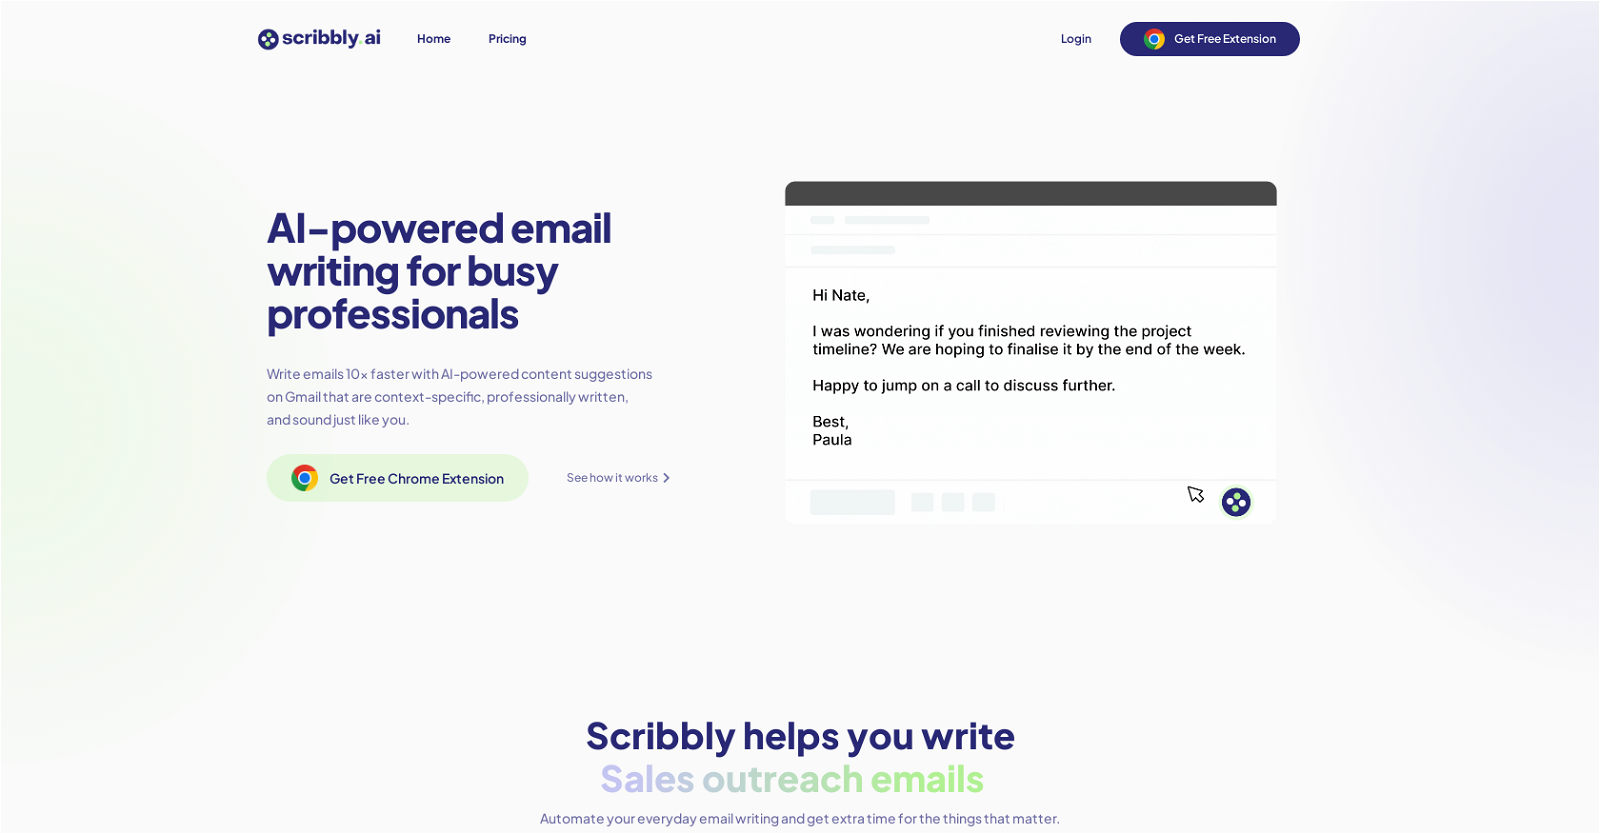 scribbly.ai
Home
Pricing
Login
Get Free Extension
AI-powered email
writing for busy
professionals
Write emails 10x faster with AI-powered content suggestions
on Gmail that are context-specific, professionally written,
and sound just like you.
Get Free Chrome Extension
See how it works
Hi Nate,
I was wondering if you finished reviewing the project
timeline? We are hoping to finalise it by the end of the week.
Happy to jump on a call to discuss further.
Best,
Paula
Scribbly helps you write
Sales outreach emails
Automate your everyday email writing and get extra time for the things that matter.